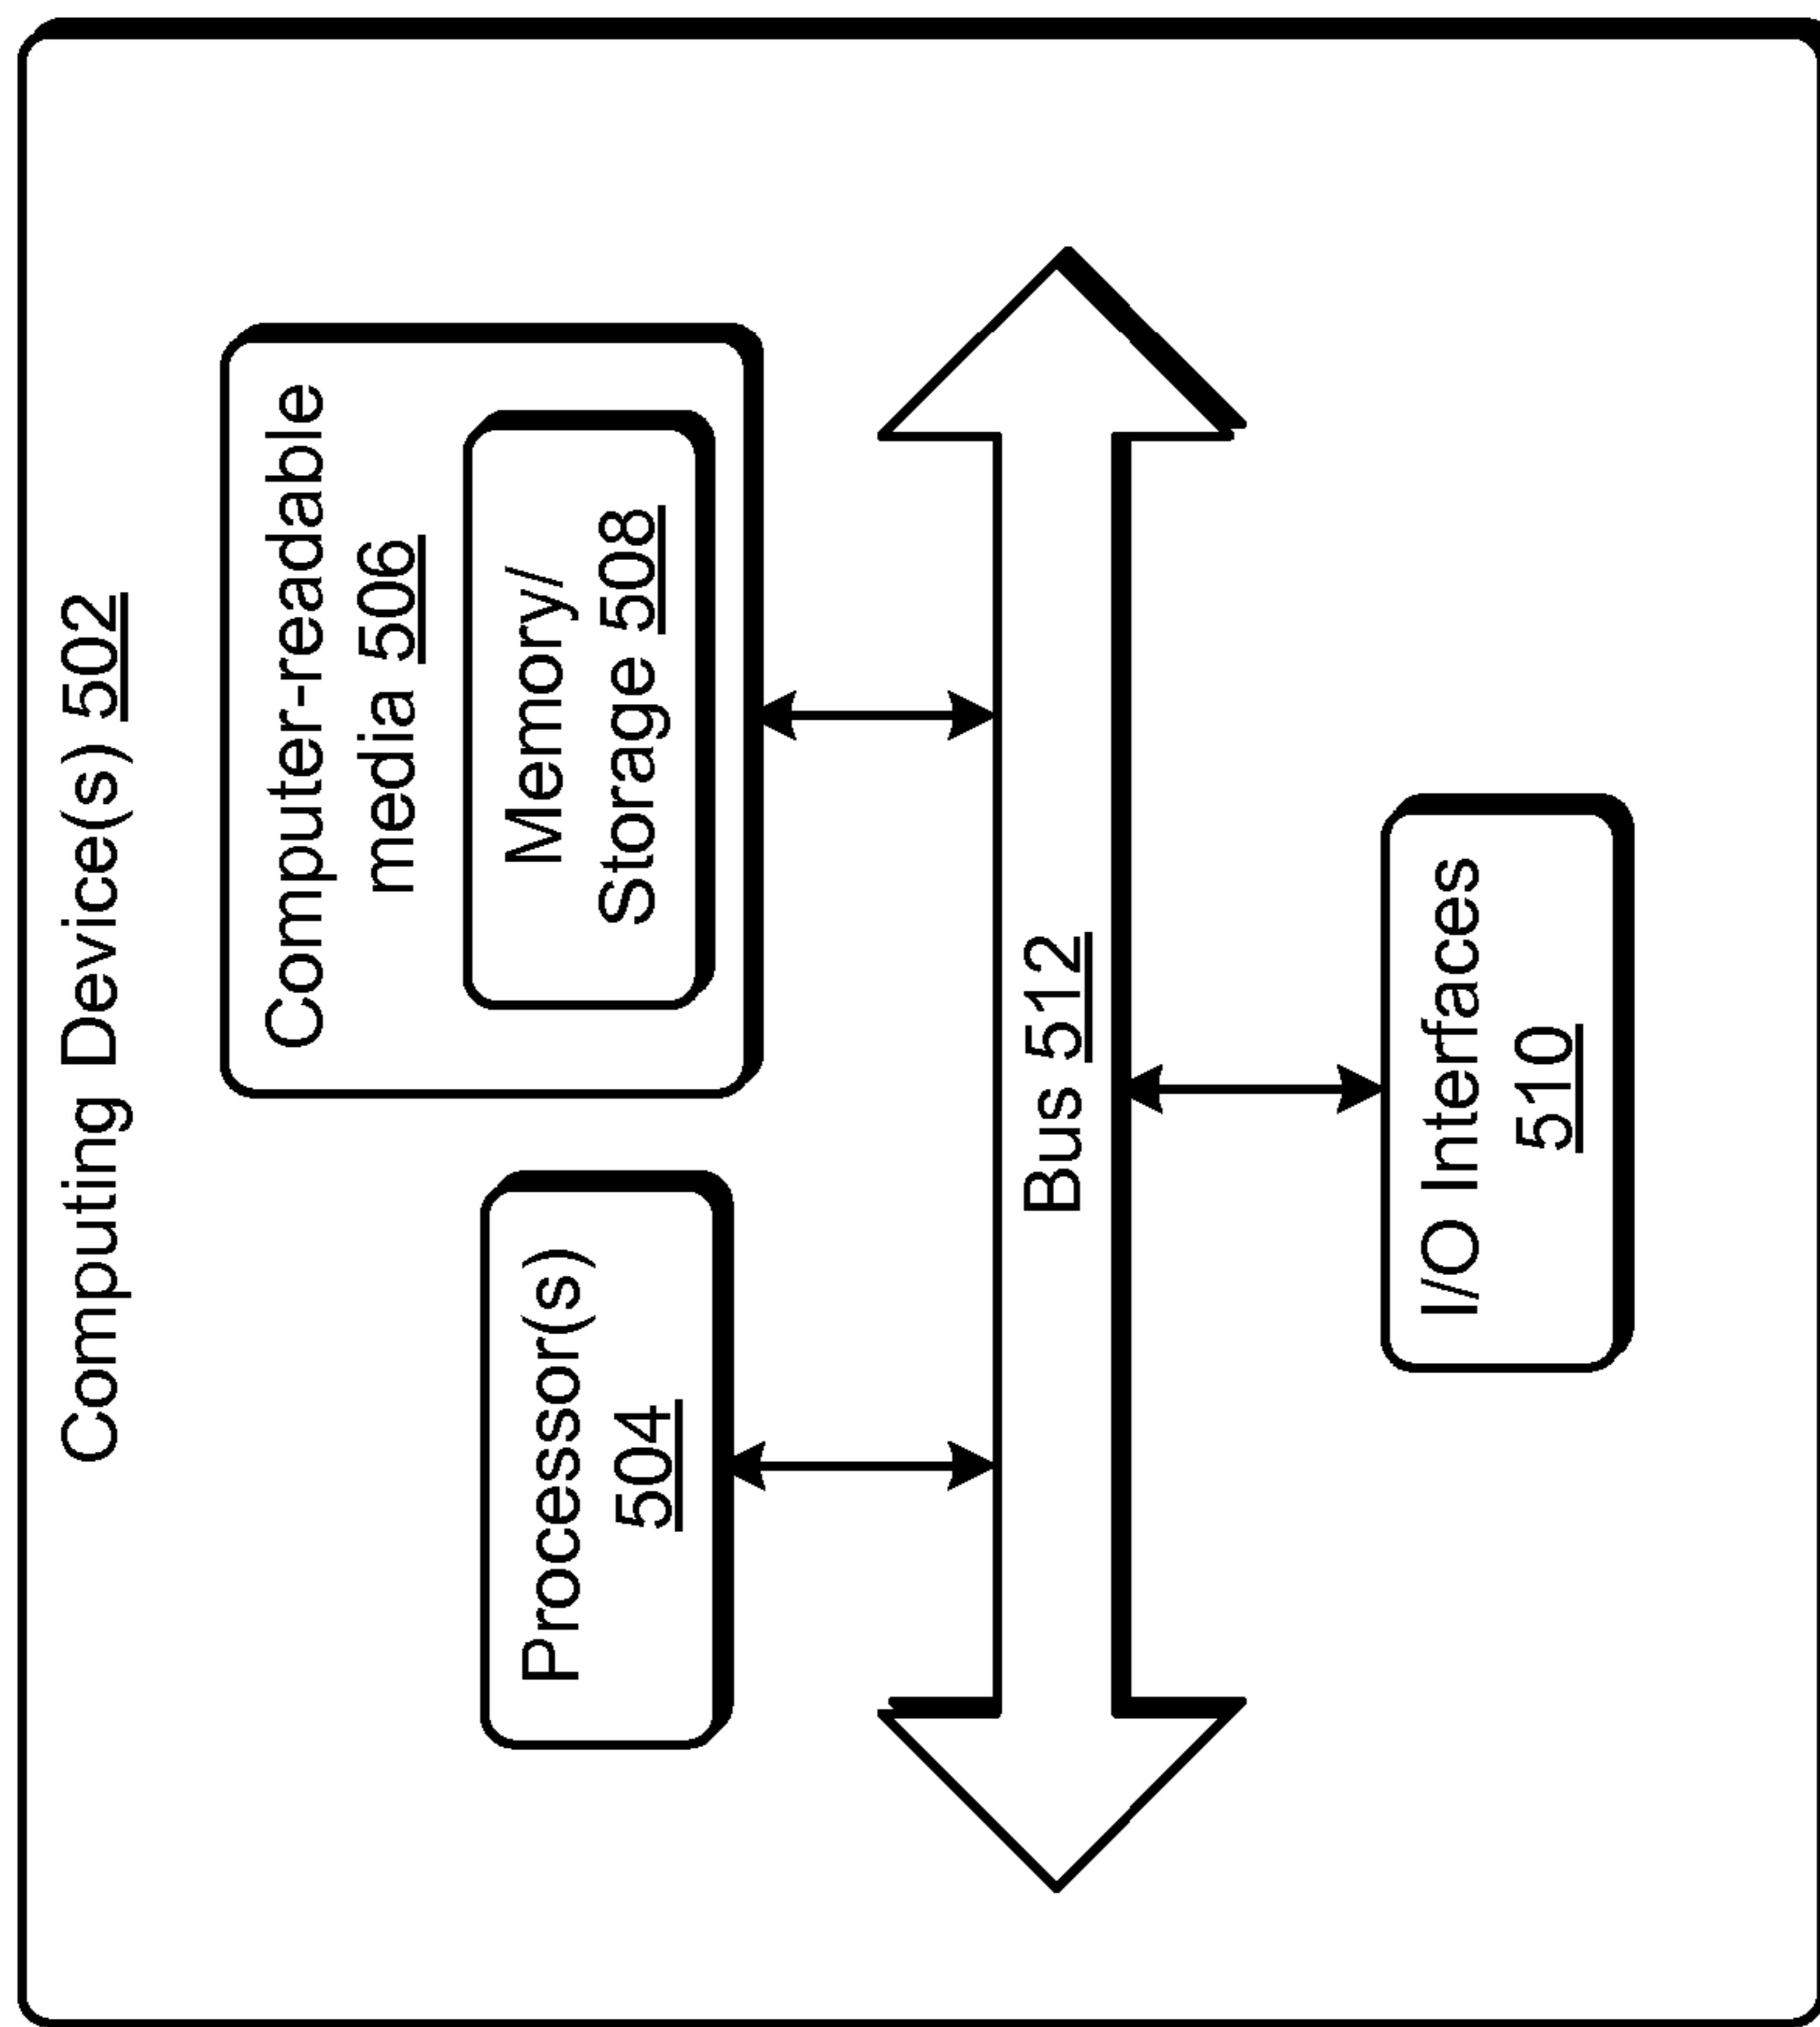 Computing Device(s) 502
Computer-readable
media 506
Memory/
Storage 508
Processor(s)
504
Bus 512
I/O Interfaces
510